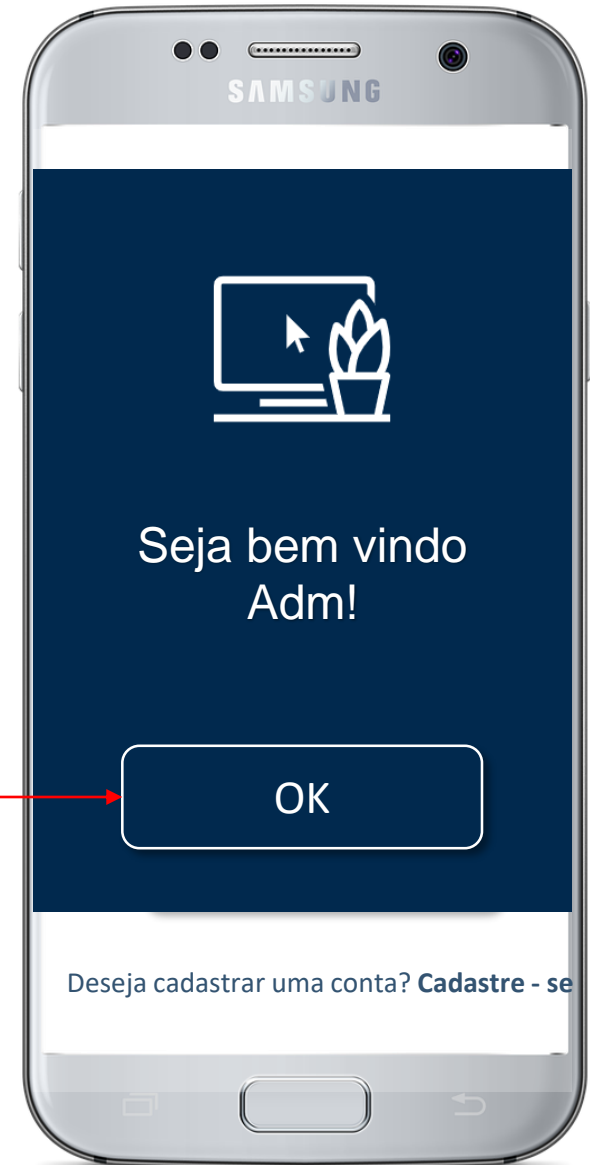 SAMSUNG
Seja bem vindo
Adm!
OK
Deseja cadastrar uma conta? Cadastre - se